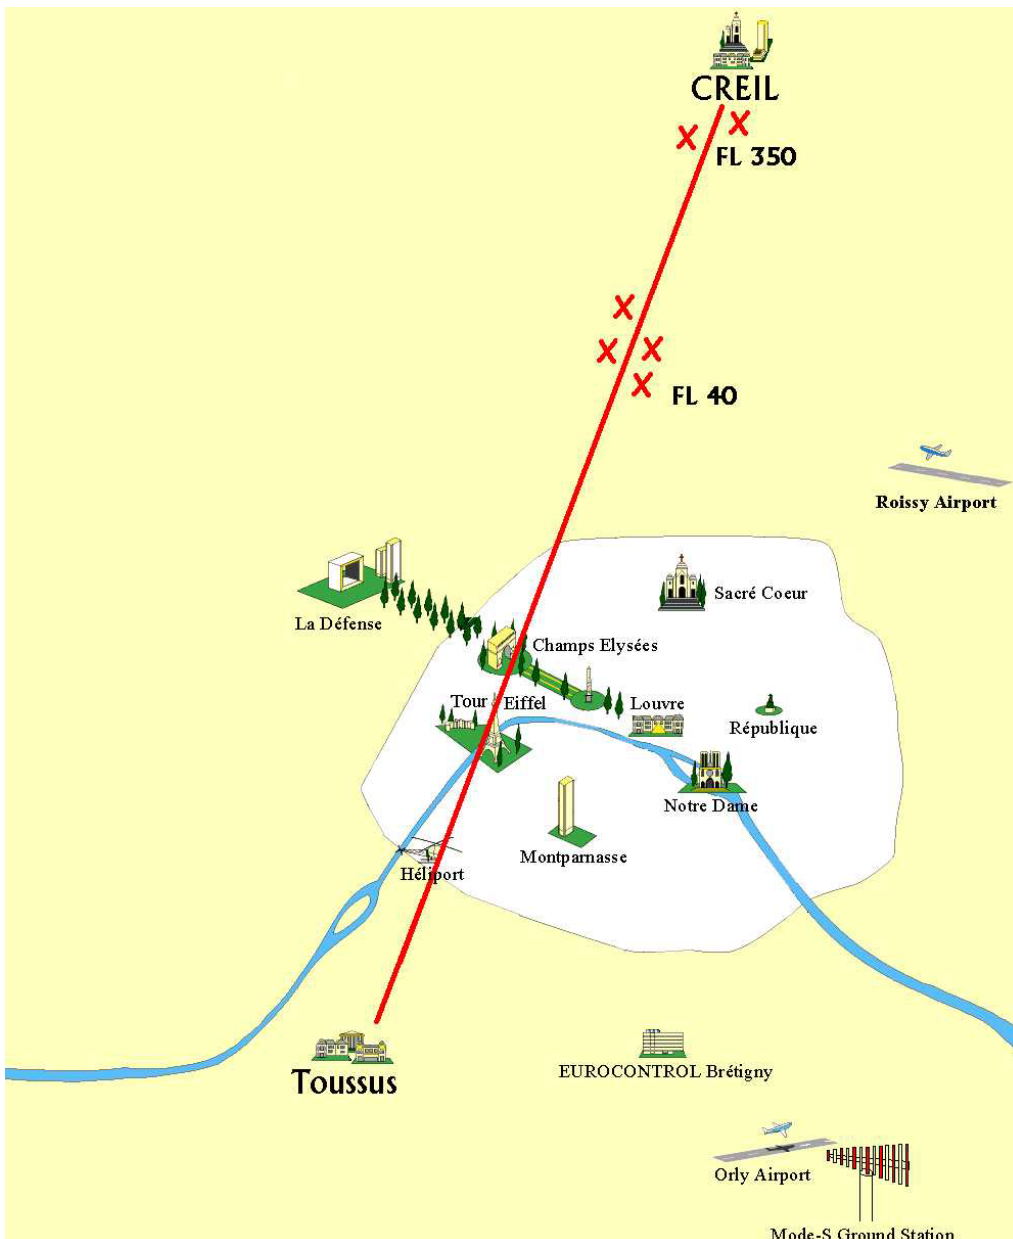 CREIL
FL 350
FL 40
Roissy Airport
Sacré Coeur
La Défense
Champs Elysées
Tour Eiffel
Louvre
République
Notre Dame
Montparnasse
Héliport
Toussus
EUROCONTROL Brétigny
Orly Airport
Mode-S Ground Station